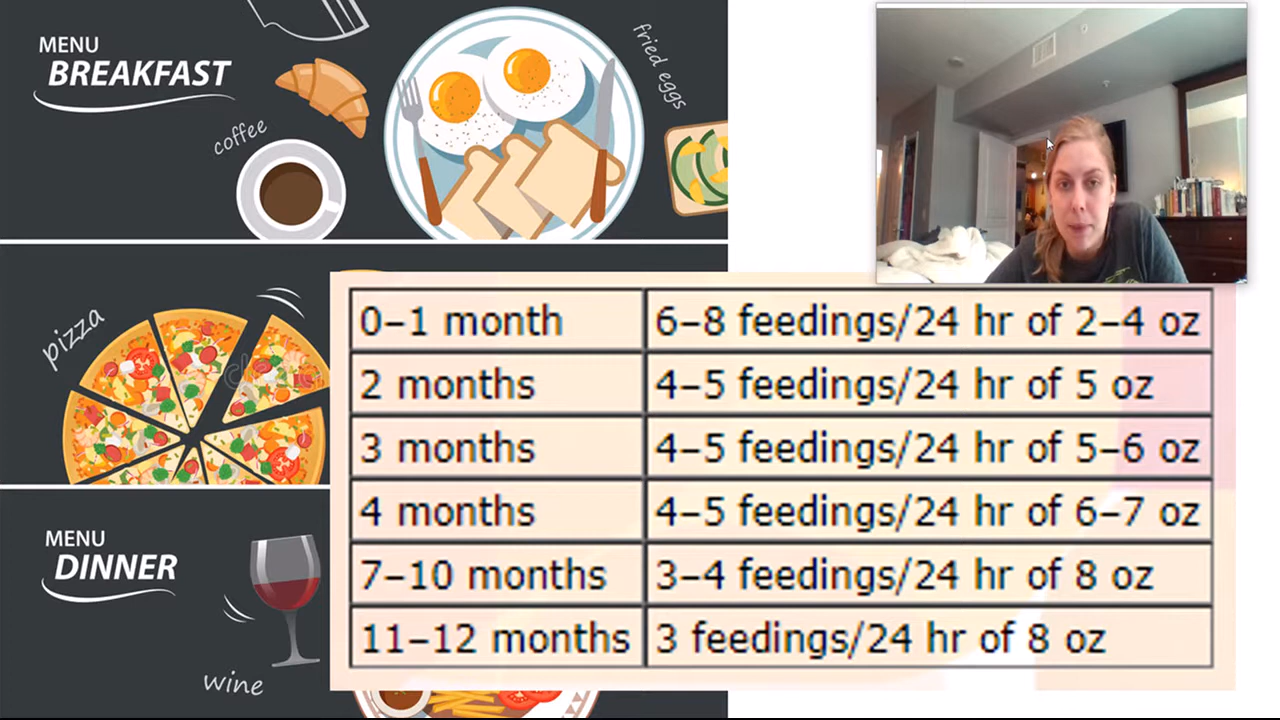 MENU
BREAKFAST
coffee
fried eggs
pizza
0–1 month 6–8 feedings/24 hr of 2–4 oz
2 months 4–5 feedings/24 hr of 5 oz
3 months 4–5 feedings/24 hr of 5–6 oz
4 months 4–5 feedings/24 hr of 6–7 oz
7–10 months 3–4 feedings/24 hr of 8 oz
11–12 months 3 feedings/24 hr of 8 oz
MENU
DINNER
wine